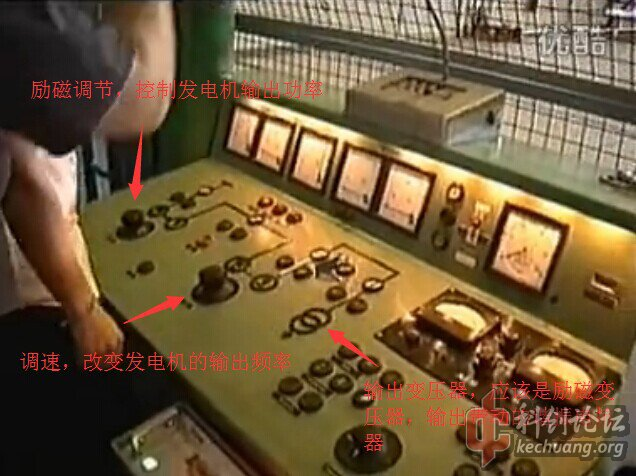 优酷
励磁调节，控制发电机输出功率
调速，改变发电机的输出频率
输出变压器，应该是励磁变
压器，输出
器
科创论坛
kechuang.org